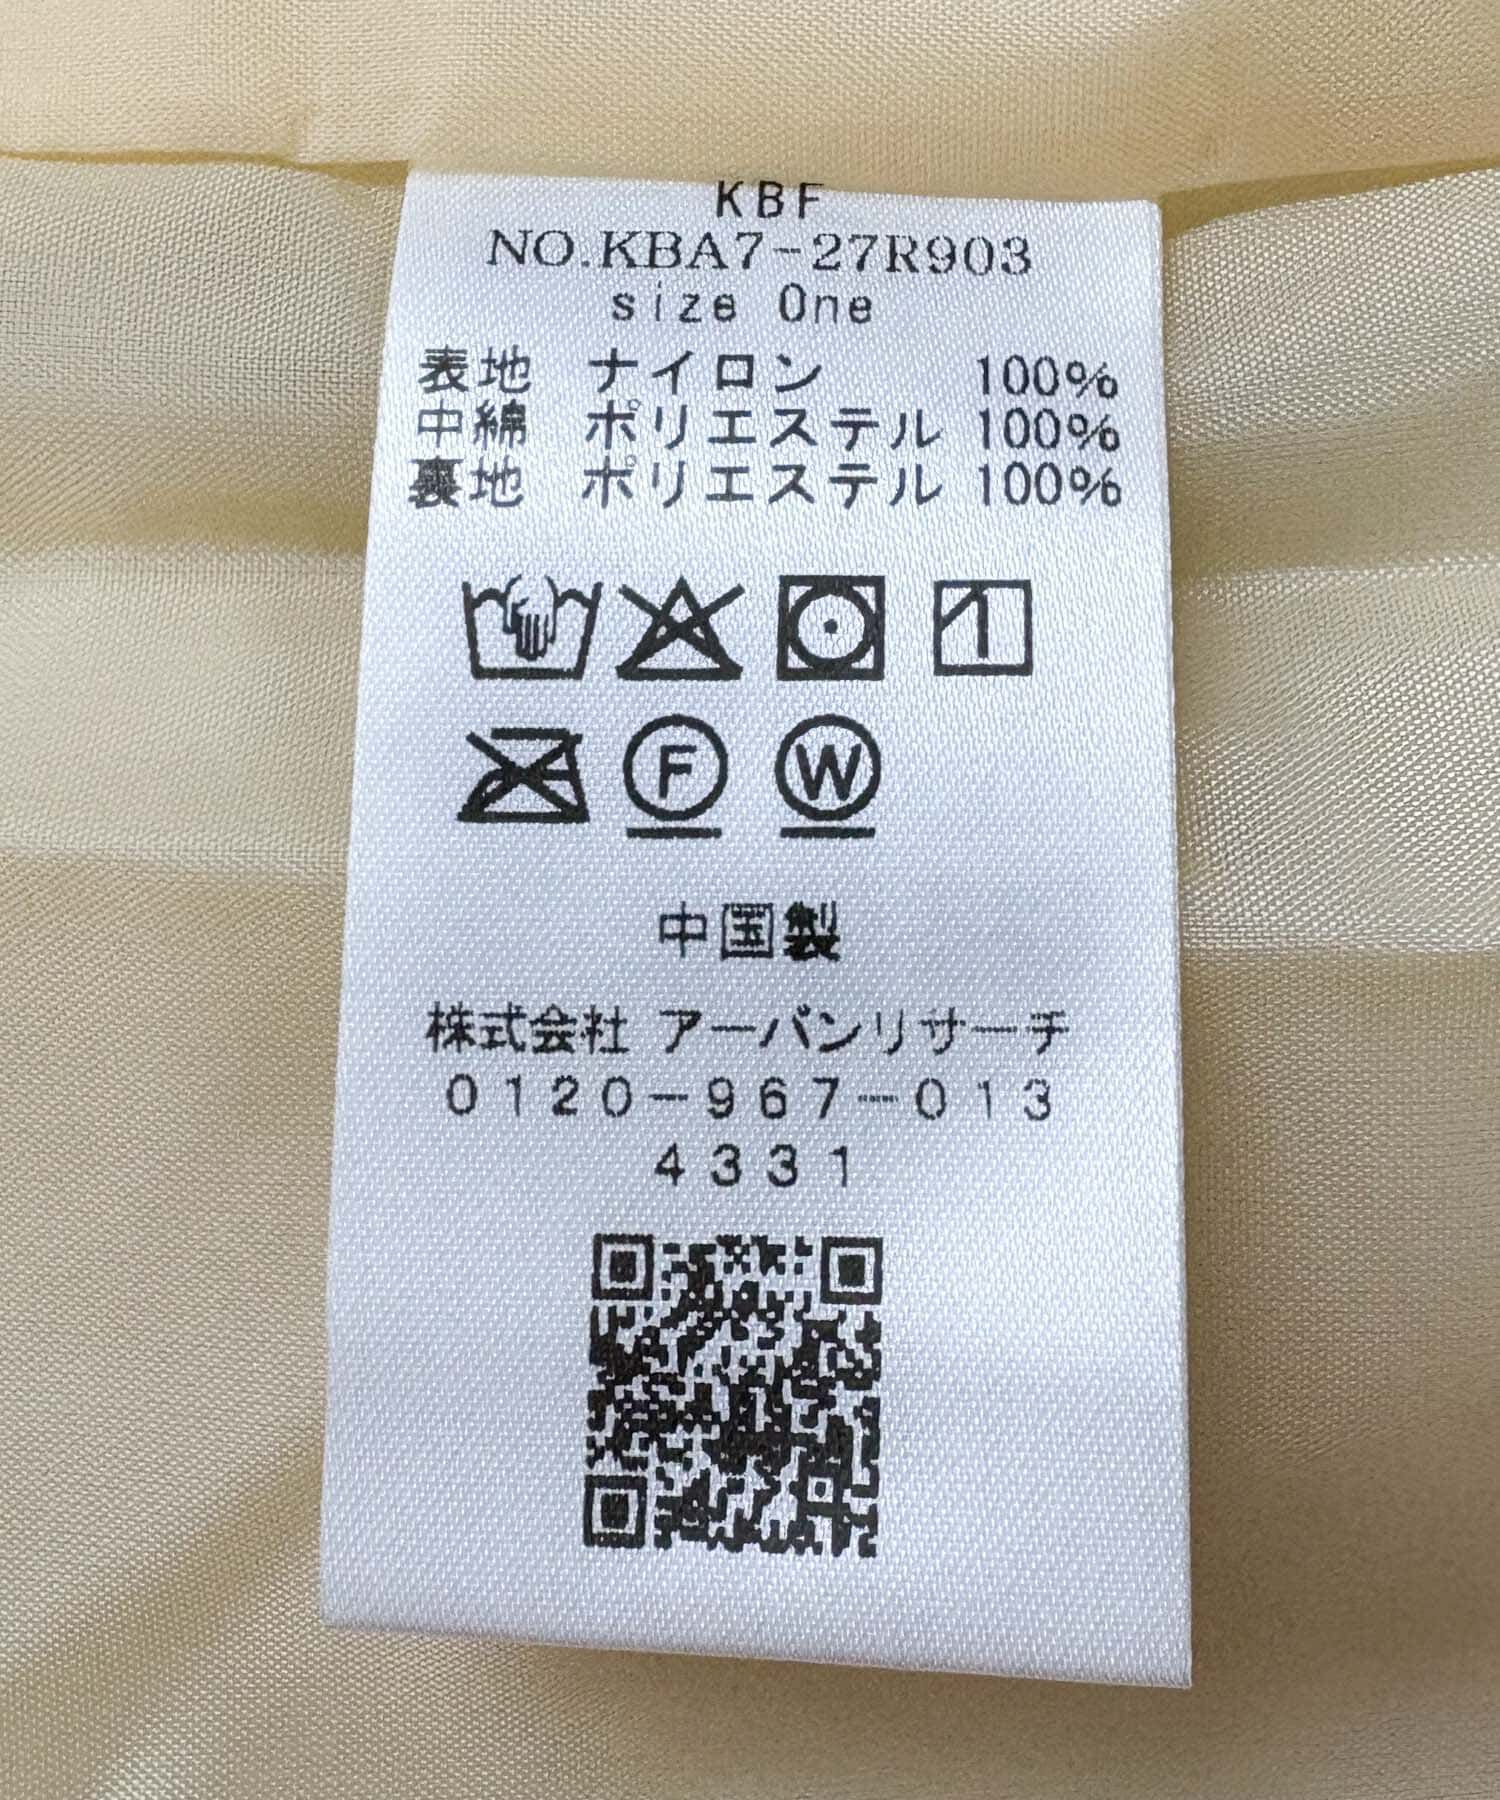 KBF
NO.KBA7-27R903
size One
表地 ナイロン 100%
中綿 ポリエステル 100%
裏地 ポリエステル 100%
F W
中国製
株式会社 アーバンリサーチ
0120-967-013
4331